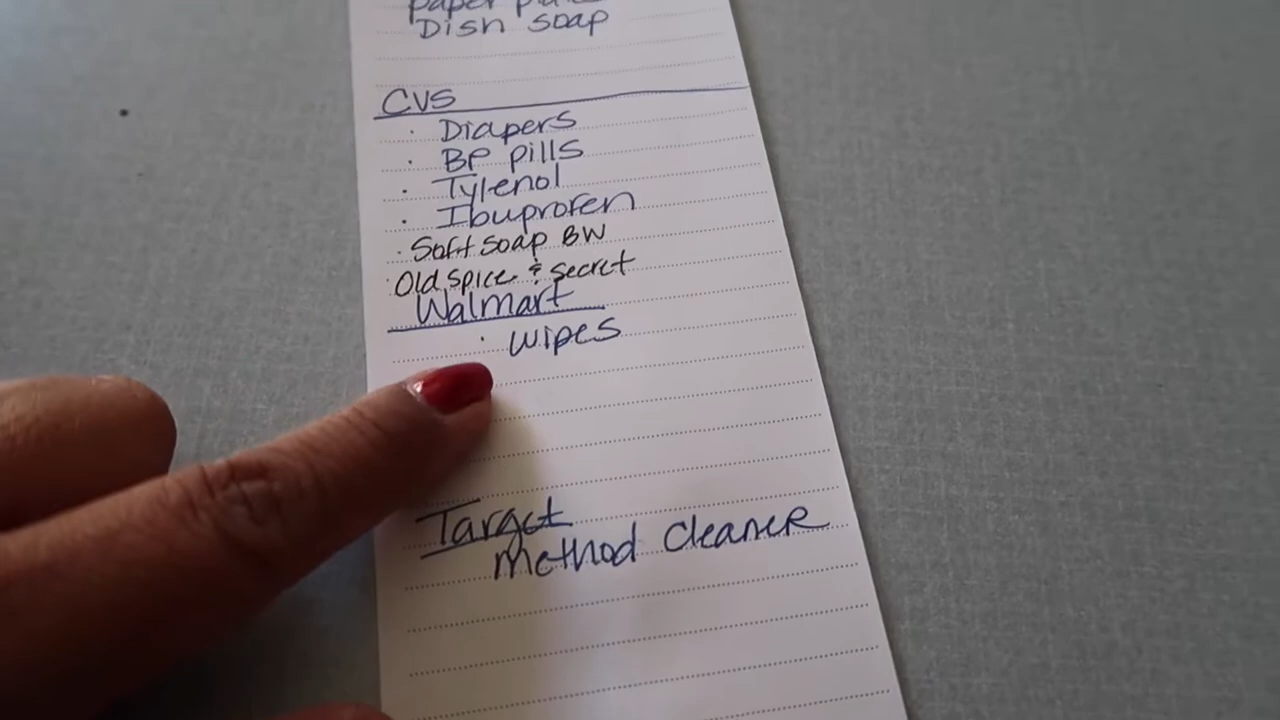 paper
Dish soap
CVS
· Diapers
· BP pills
· Tylenol
· Ibuprofen
· Soft soap BW
· Old spice & secret
Walmart
· wipes
Target
method cleaner